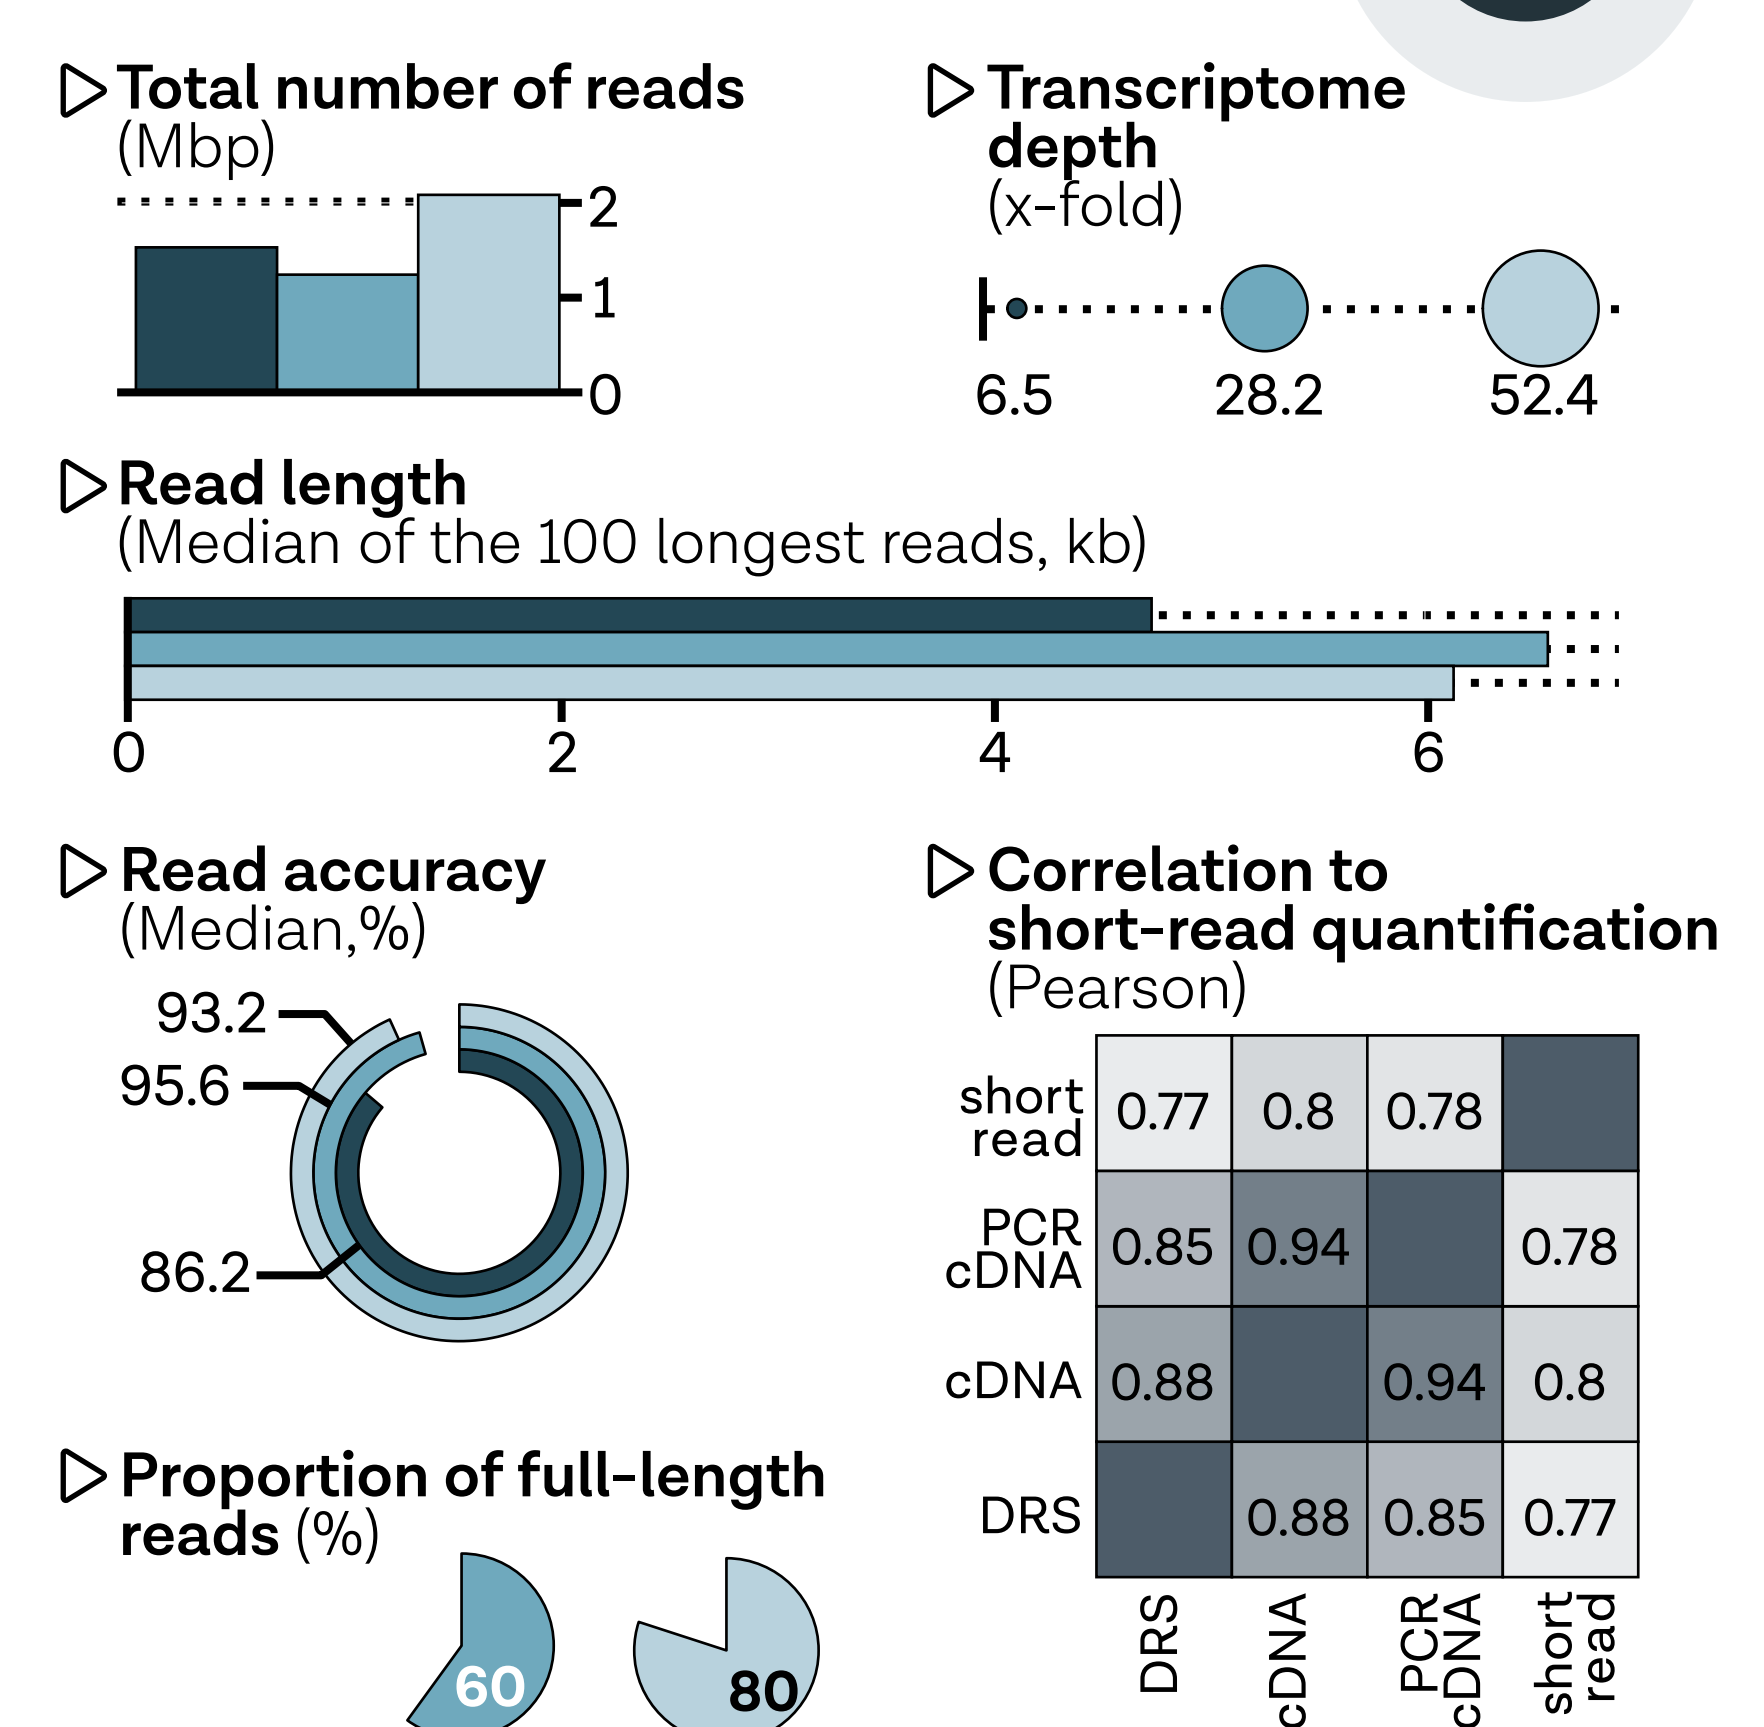 Total number of reads
(Mbp)
2
1
0
Transcriptome
depth
(x-fold)
6.5 28.2 52.4
Read length
(Median of the 100 longest reads, kb)
0 2 4 6
Read accuracy
(Median,%)
93.2
95.6
86.2
Correlation to
short-read quantification
(Pearson)
short
read
0.77 0.8 0.78
PCR
cDNA
0.85 0.94 0.78
cDNA 0.88 0.94 0.8
DRS 0.88 0.85 0.77
DRS
cDNA
PCR
cDNA
short
read
Proportion of full-length
reads (%)
60 80